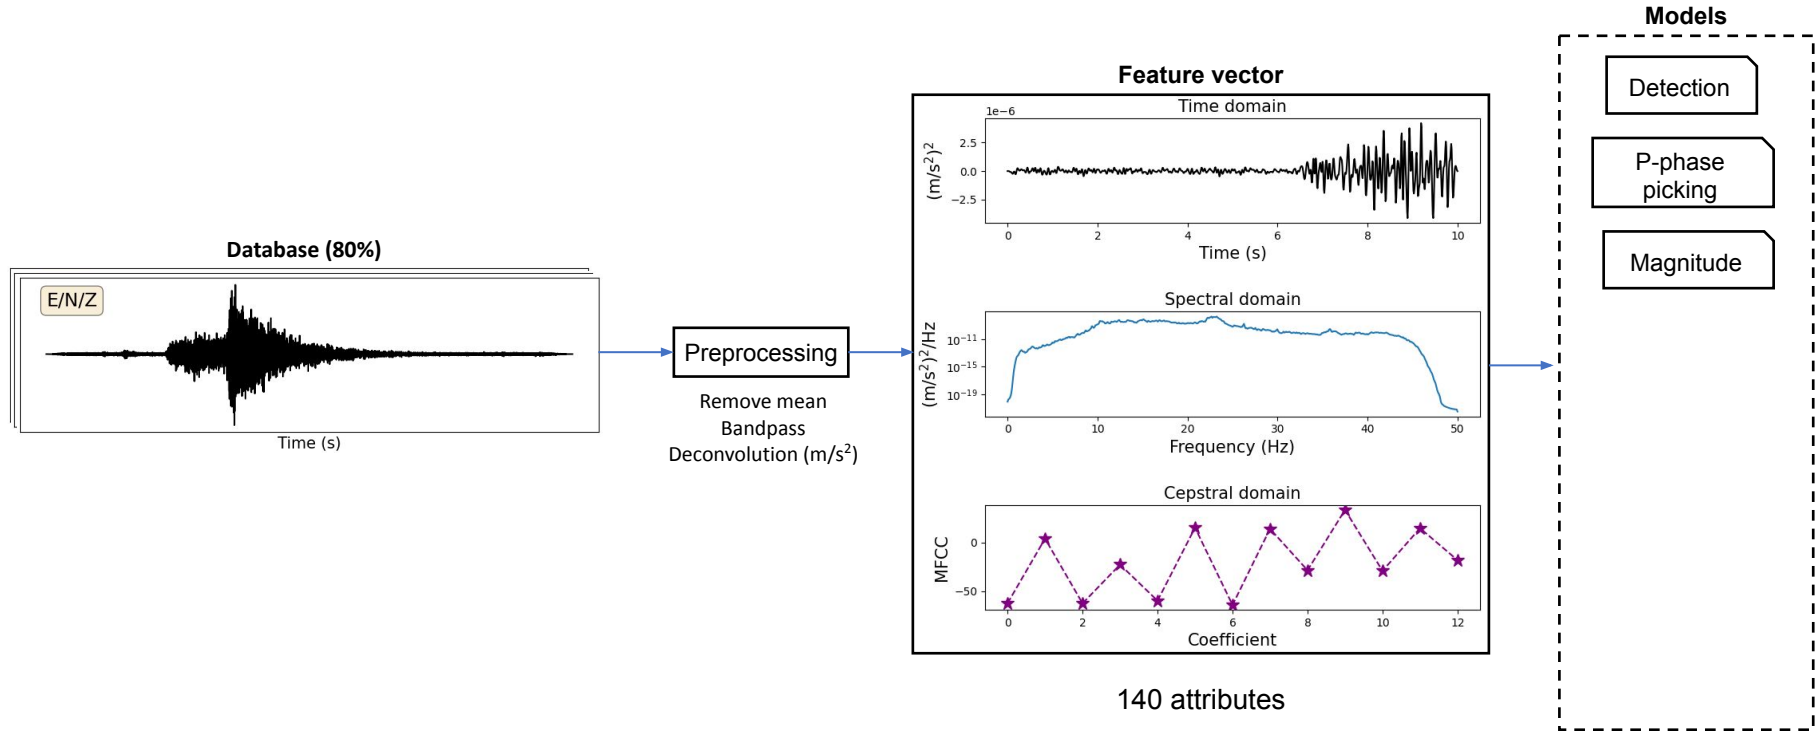 Models
Detection
P-phase
picking
Magnitude
Feature vector
Time domain
1e−6
(m/s²)²
2.5
0.0
−2.5
0 2 4 6 8 10
Time (s)
Database (80%)
E/N/Z
Time (s)
Preprocessing
Remove mean
Bandpass
Deconvolution (m/s²)
Spectral domain
(m/s²)²/Hz
10⁻¹¹
10⁻¹⁵
10⁻¹⁹
0 10 20 30 40 50
Frequency (Hz)
Cepstral domain
MFCC
0
−50
0 2 4 6 8 10 12
Coefficient
140 attributes